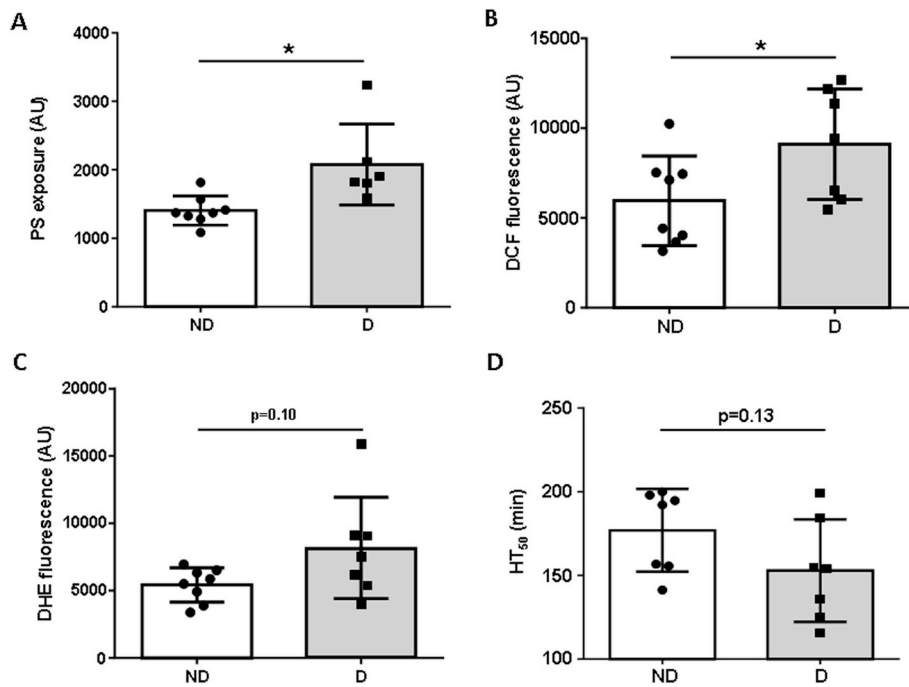 A
*
PS exposure (AU)
4000
3000
2000
1000
0
ND
D
B
*
DCF fluorescence (AU)
15000
10000
5000
0
ND
D
C
p=0.10
DHE fluorescence (AU)
20000
15000
10000
5000
0
ND
D
D
p=0.13
HT50 (min)
250
200
150
100
ND
D